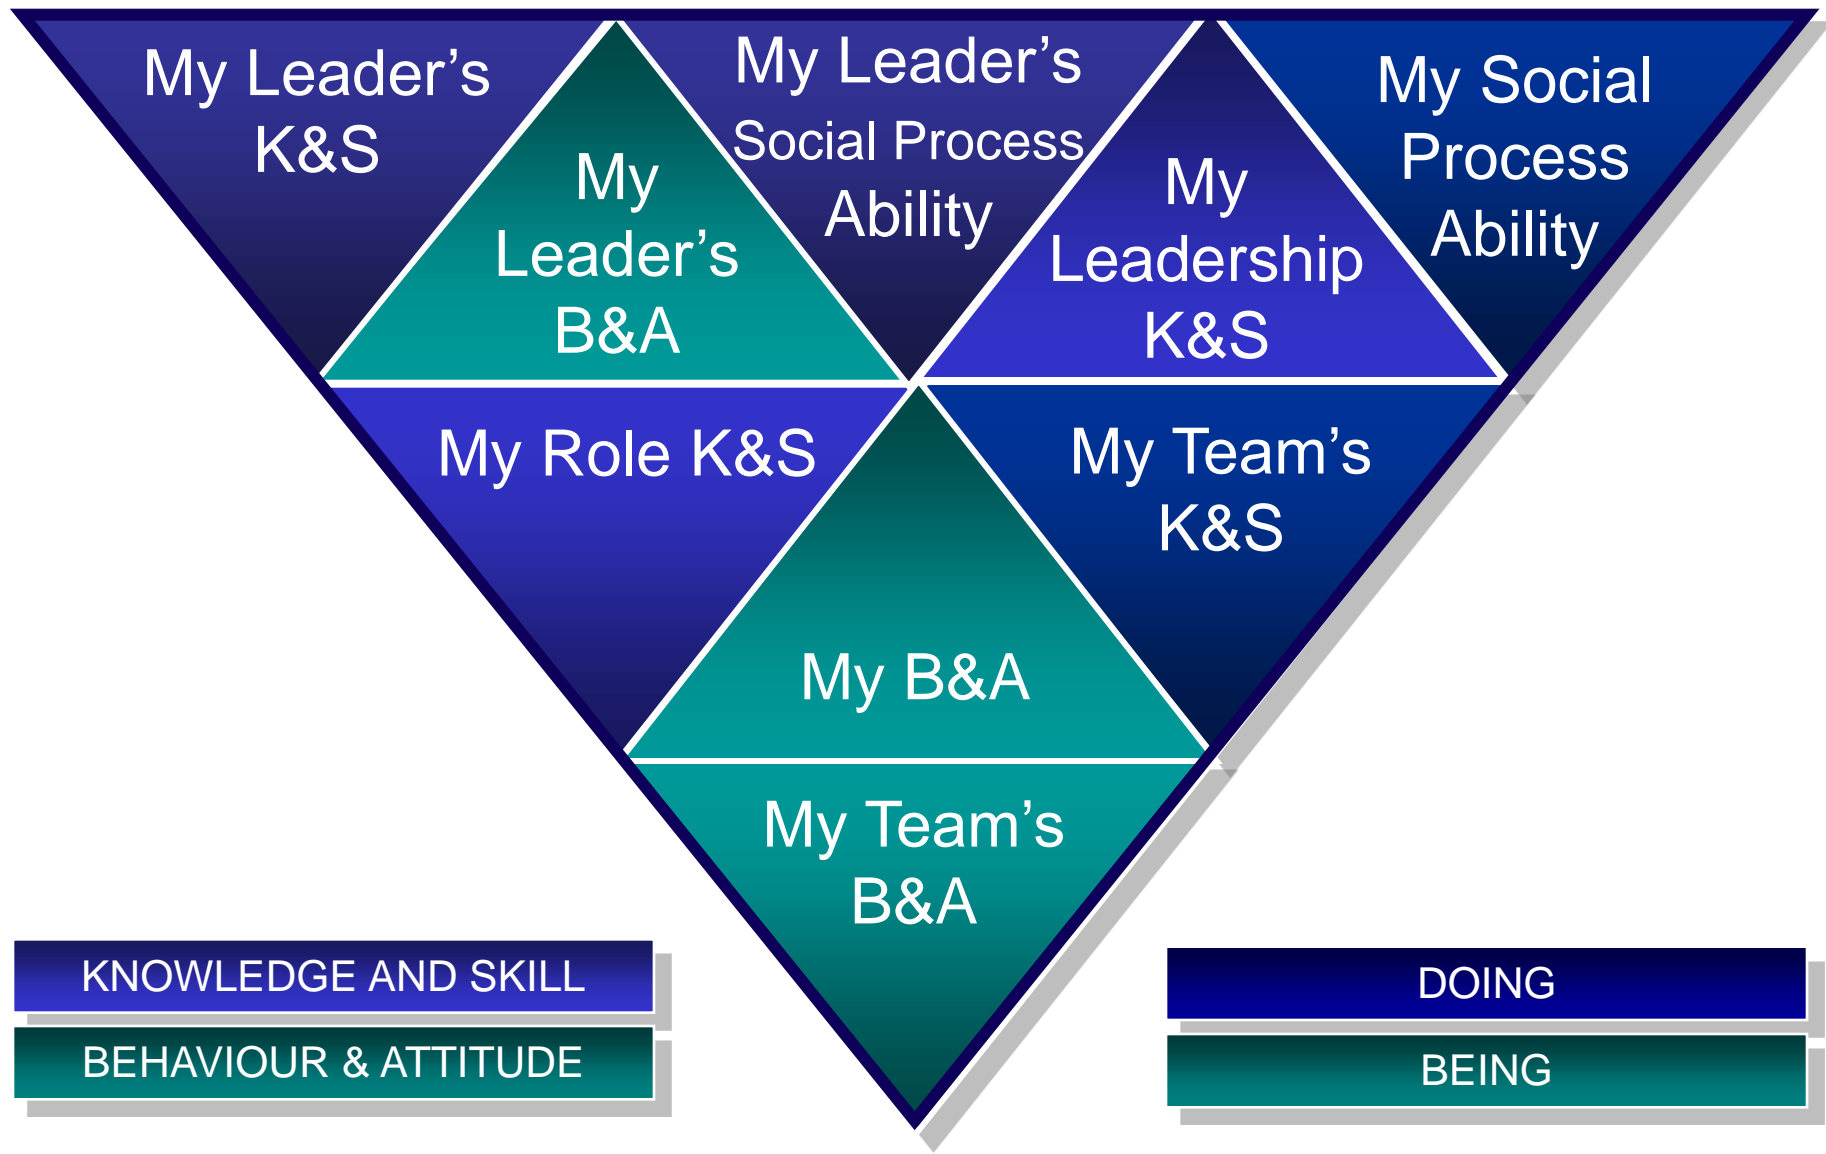 My Leader’s
K&S
My
Leader’s
B&A
My Leader’s
Social Process
Ability
My
Leadership
K&S
My Social
Process
Ability
My Role K&S
My B&A
My Team’s
K&S
My Team’s
B&A
KNOWLEDGE AND SKILL
BEHAVIOUR & ATTITUDE
DOING
BEING